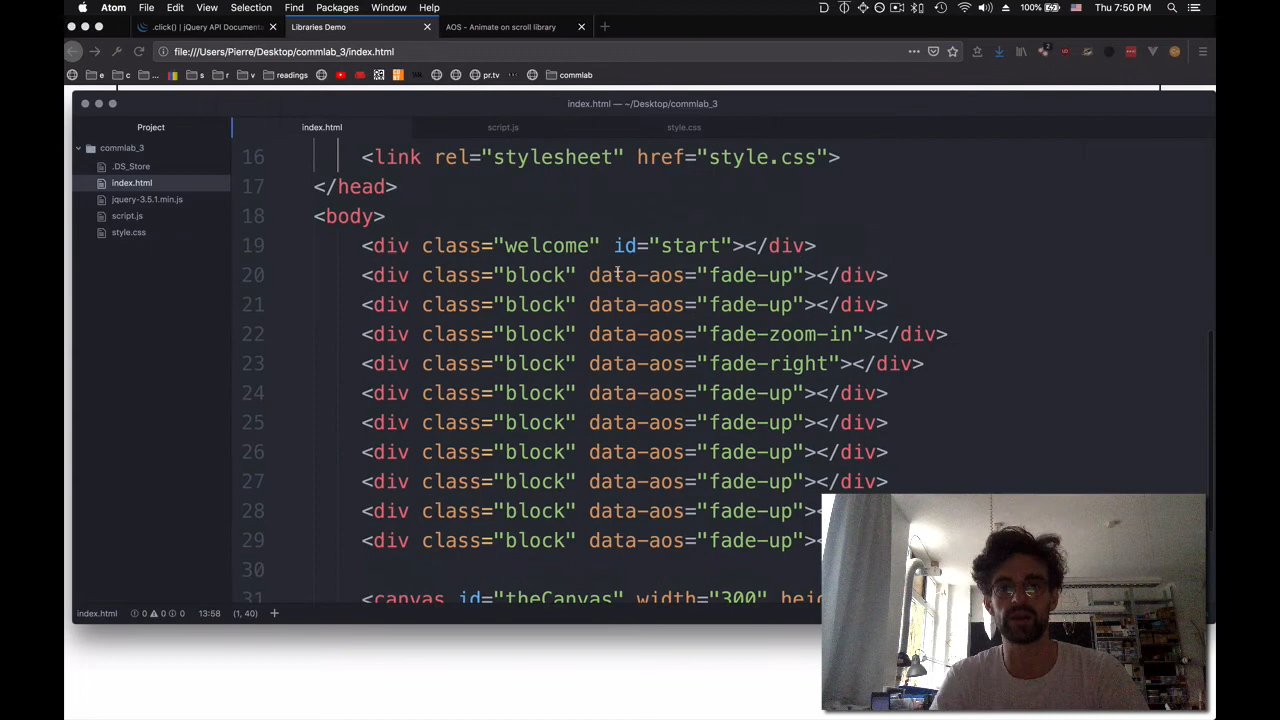 Atom File Edit View Selection Find Packages Window Help 100% Thu 7:50 PM
.click() | jQuery API Documentation Libraries Demo AOS - Animate on scroll library
file:///Users/Pierre/Desktop/commlab_3/index.html
e c ... s r v readings pr.tv commlab
index.html — ~/Desktop/commlab_3
Project index.html script.js style.css
commlab_3
.DS_Store
index.html
jquery-3.5.1.min.js
script.js
style.css
16 <link rel="stylesheet" href="style.css">
17 </head>
18 <body>
19 <div class="welcome" id="start"></div>
20 <div class="block" data-aos="fade-up"></div>
21 <div class="block" data-aos="fade-up"></div>
22 <div class="block" data-aos="fade-zoom-in"></div>
23 <div class="block" data-aos="fade-right"></div>
24 <div class="block" data-aos="fade-up"></div>
25 <div class="block" data-aos="fade-up"></div>
26 <div class="block" data-aos="fade-up"></div>
27 <div class="block" data-aos="fade-up"></div>
28 <div class="block" data-aos="fade-up">
29 <div class="block" data-aos="fade-up">
30
31 <canvas id="theCanvas" width="300" hei
index.html 0 0 0 13:58 (1, 40)